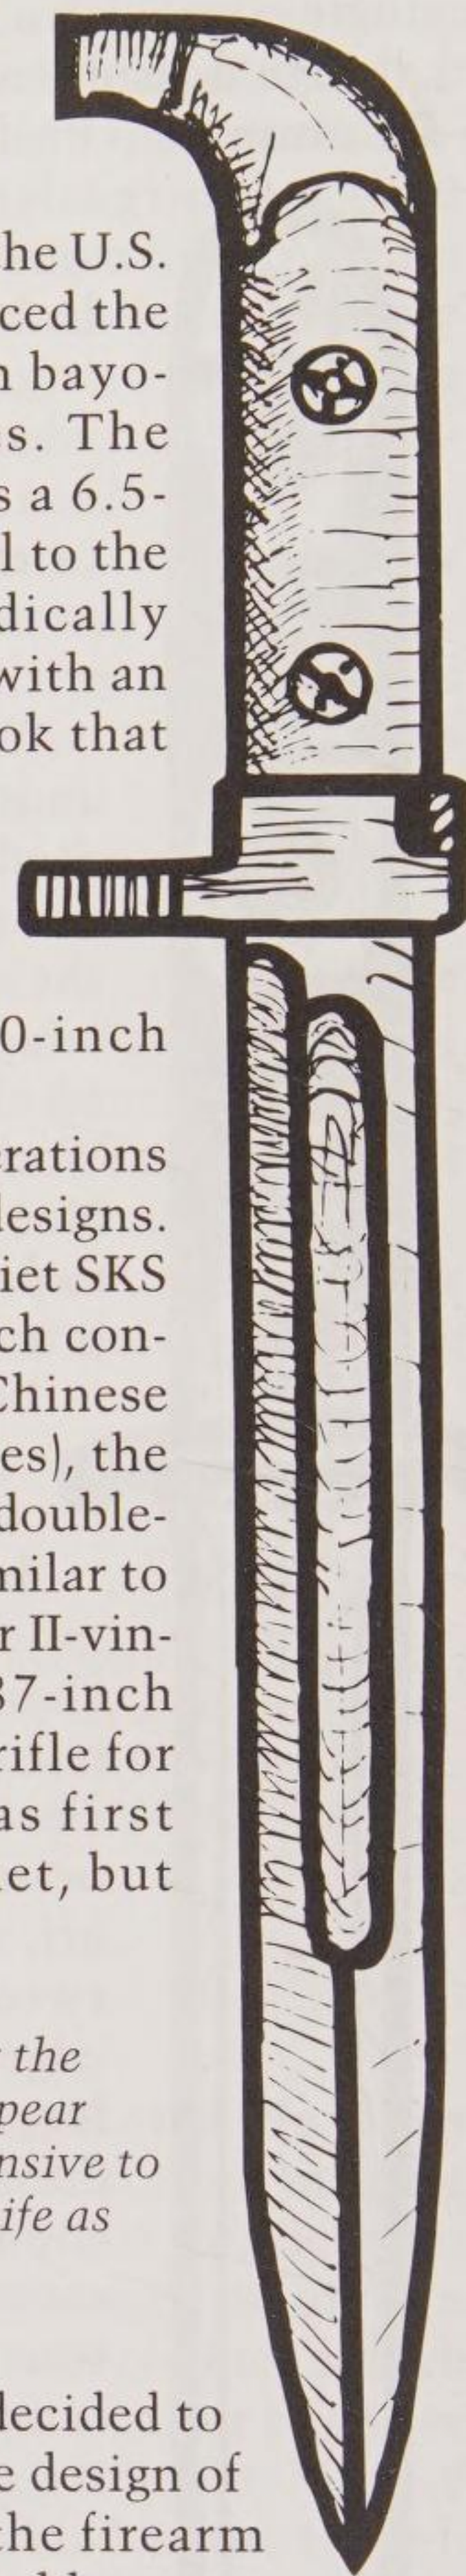 he U.S.
ced the
n bayo-
s. The
s a 6.5-
l to the
dically
with an
ok that
0-inch
erations
designs.
iet SKS
ch con-
Chinese
es), the
double-
milar to
r II-vin-
37-inch
rifle for
as first
et, but
the
pear
nsive to
ife as
decided to
e design of
the firearm